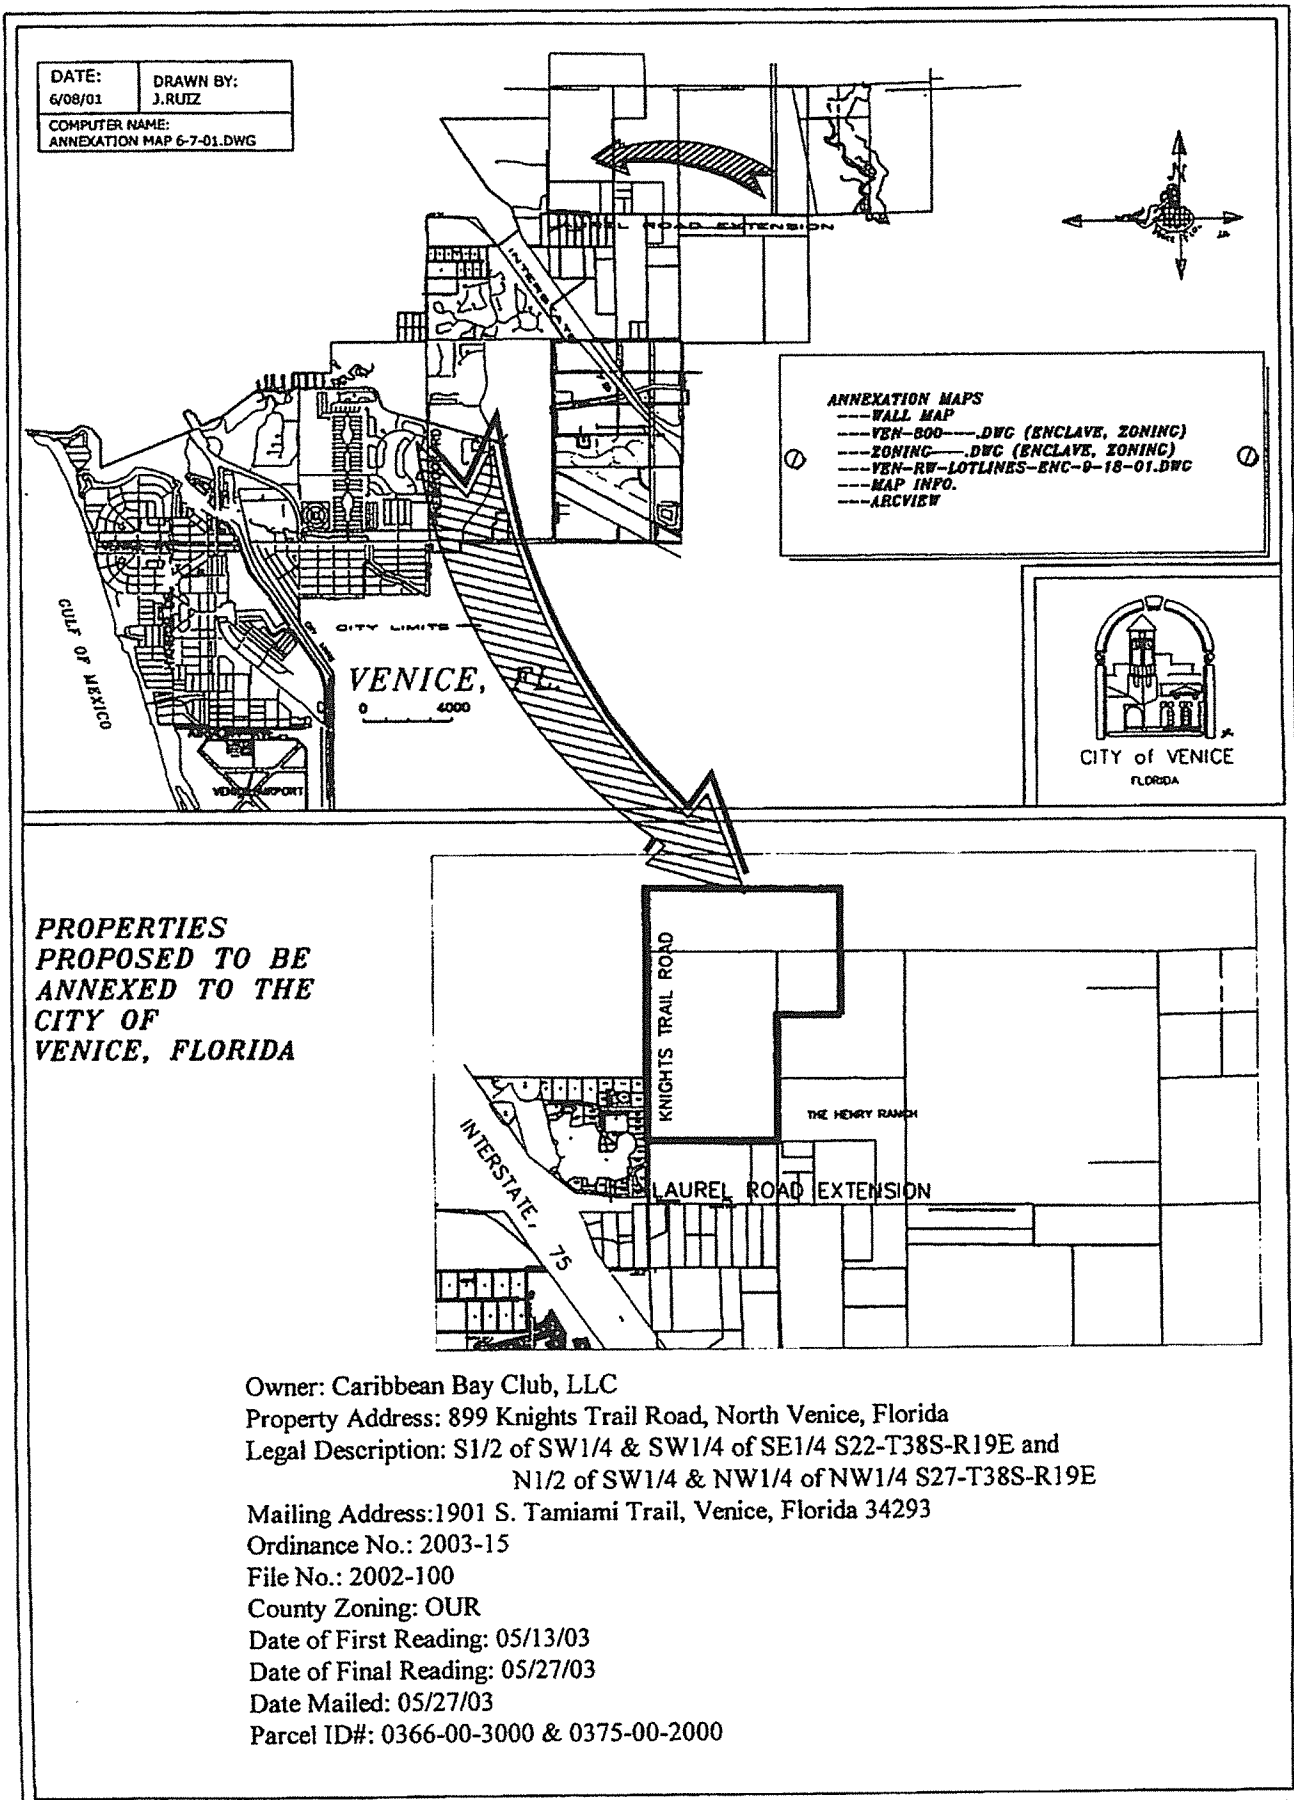 DATE:
6/08/01
DRAWN BY:
J.RUIZ
COMPUTER NAME:
ANNEXATION MAP 6-7-01.DWG
N
LAUREL ROAD EXTENSION
INTERSTATE
ANNEXATION MAPS
---WALL MAP
---VEN-800---.DWG (ENCLAVE, ZONING)
---ZONING---.DWG (ENCLAVE, ZONING)
---VEN-RW-LOTLINES-ENC-9-18-01.DWG
---MAP INFO.
---ARCVIEW
GULF OF MEXICO
CITY LIMITS
VENICE, FL.
0 4000
VENICE AIRPORT
CITY of VENICE
FLORIDA
PROPERTIES
PROPOSED TO BE
ANNEXED TO THE
CITY OF
VENICE, FLORIDA
KNIGHTS TRAIL ROAD
THE HENRY RANCH
INTERSTATE, 75
LAUREL ROAD EXTENSION
Owner: Caribbean Bay Club, LLC
Property Address: 899 Knights Trail Road, North Venice, Florida
Legal Description: S1/2 of SW1/4 & SW1/4 of SE1/4 S22-T38S-R19E and
N1/2 of SW1/4 & NW1/4 of NW1/4 S27-T38S-R19E
Mailing Address:1901 S. Tamiami Trail, Venice, Florida 34293
Ordinance No.: 2003-15
File No.: 2002-100
County Zoning: OUR
Date of First Reading: 05/13/03
Date of Final Reading: 05/27/03
Date Mailed: 05/27/03
Parcel ID#: 0366-00-3000 & 0375-00-2000